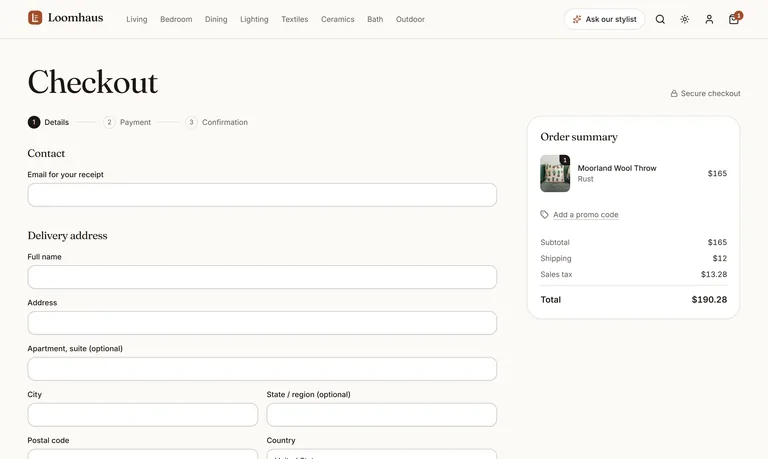 Loomhaus
Living Bedroom Dining Lighting Textiles Ceramics Bath Outdoor
Ask our stylist
1
Checkout
Secure checkout
1 Details 2 Payment 3 Confirmation
Contact
Email for your receipt
Delivery address
Full name
Address
Apartment, suite (optional)
City State / region (optional)
Postal code Country
Order summary
1
Moorland Wool Throw $165
Rust
Add a promo code
Subtotal $165
Shipping $12
Sales tax $13.28
Total $190.28